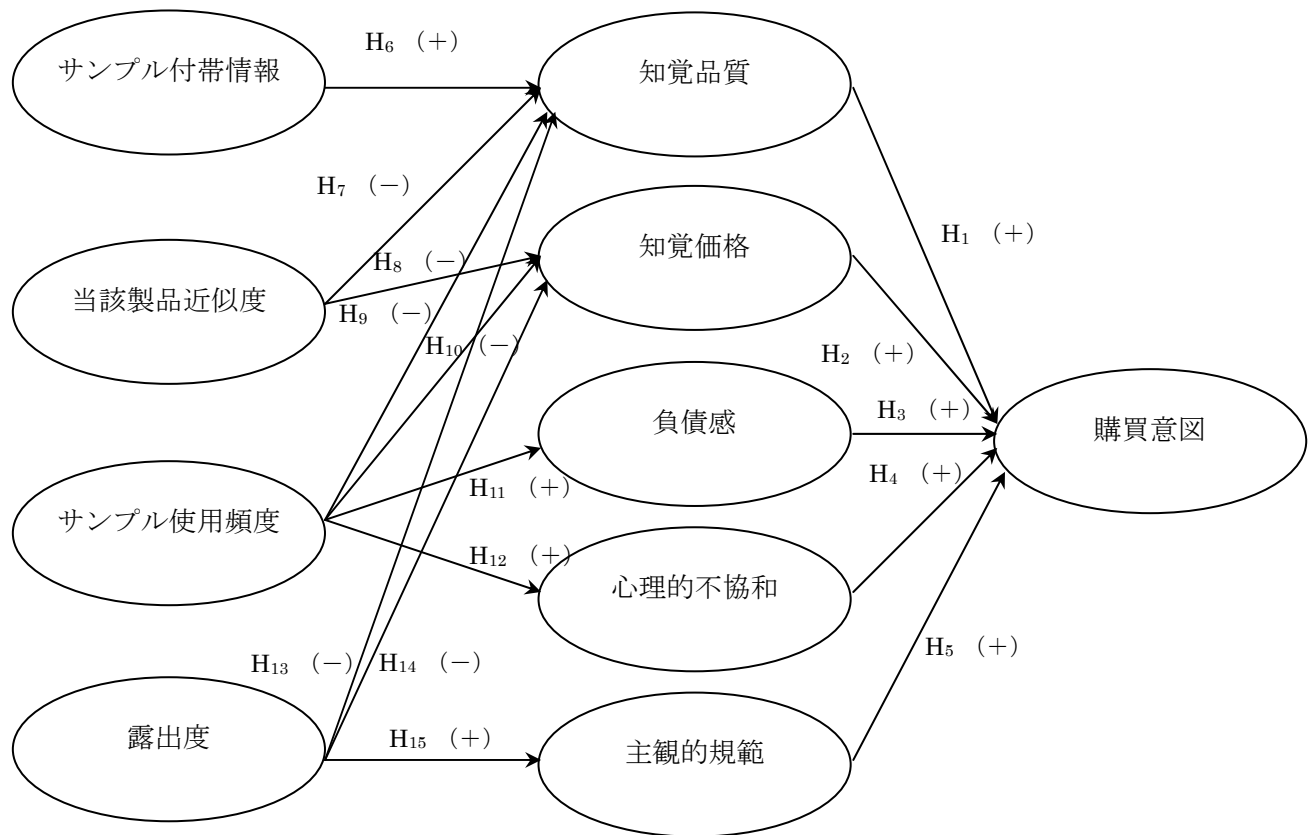 サンプル付帯情報
H₆ (+)
知覚品質
H₇ (−)
H₁ (+)
知覚価格
H₈ (−)
当該製品近似度
H₉ (−)
H₁₀ (−)
H₂ (+)
負債感
H₃ (+)
購買意図
H₄ (+)
H₁₁ (+)
サンプル使用頻度
H₁₂ (+)
心理的不協和
H₅ (+)
H₁₃ (−)
H₁₄ (−)
露出度
H₁₅ (+)
主観的規範